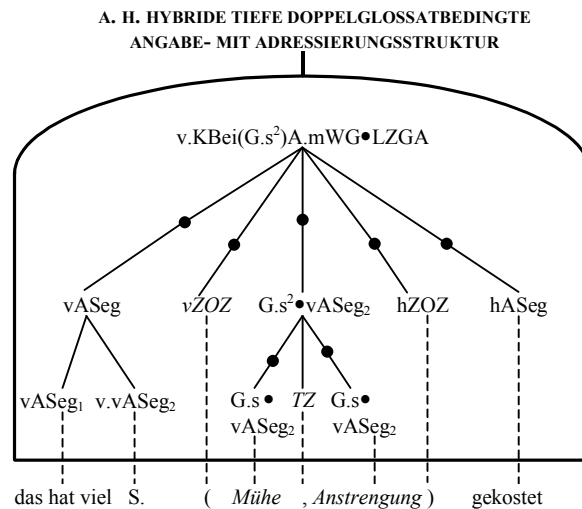 A. H. HYBRIDE TIEFE DOPPELGLOSSATBEDINGTE
ANGABE- MIT ADRESSIERUNGSSTRUKTUR
v.KBei(G.s²)A.mWG•LZGA
vASeg vZOZ G.s²•vASeg₂ hZOZ hASeg
vASeg₁ v.vASeg₂ G.s• TZ G.s•
vASeg₂ vASeg₂
das hat viel S. ( Mühe , Anstrengung ) gekostet